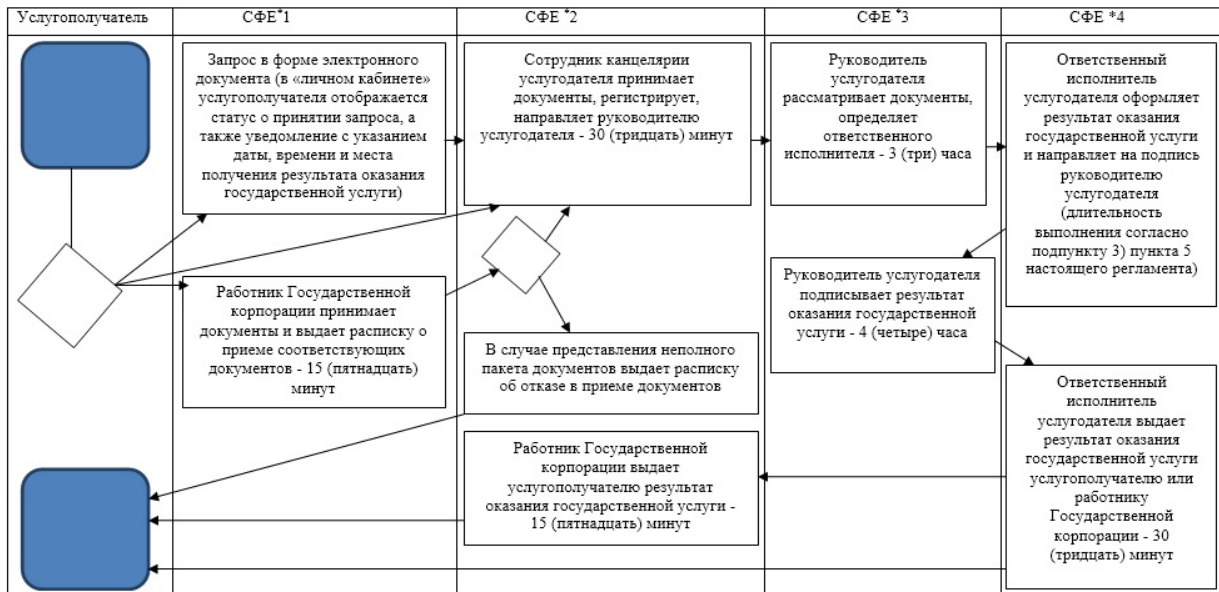 Услугополучатель
СФЕ*1
СФЕ *2
СФЕ *3
СФЕ *4
Запрос в форме электронного
документа (в «личном кабинете»
услугополучателя отображается
статус о принятии запроса, а
также уведомление с указанием
даты, времени и места
получения результата оказания
государственной услуги)
Сотрудник канцелярии
услугодателя принимает
документы, регистрирует,
направляет руководителю
услугодателя - 30 (тридцать) минут
Руководитель
услугодателя
рассматривает документы,
определяет
ответственного
исполнителя - 3 (три) часа
Ответственный
исполнитель
услугодателя оформляет
результат оказания
государственной услуги
и направляет на подпись
руководителю
услугодателя
(длительность
выполнения согласно
подпункту 3) пункта 5
настоящего регламента)
Работник Государственной
корпорации принимает
документы и выдает расписку о
приеме соответствующих
документов - 15 (пятнадцать)
минут
В случае представления неполного
пакета документов выдает расписку
об отказе в приеме документов
Руководитель услугодателя
подписывает результат
оказания государственной
услуги - 4 (четыре) часа
Работник Государственной
корпорации выдает
услугополучателю результат
оказания государственной услуги -
15 (пятнадцать) минут
Ответственный
исполнитель
услугодателя выдает
результат оказания
государственной услуги
услугополучателю или
работнику
Государственной
корпорации - 30
(тридцать) минут